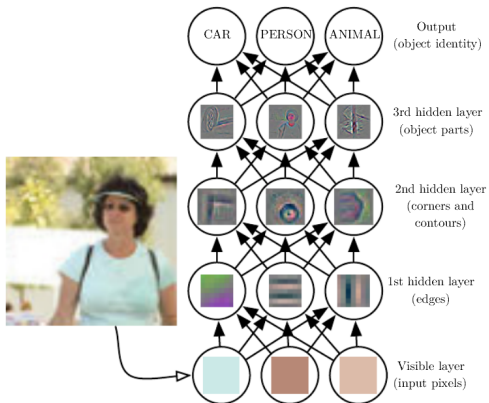 CAR
PERSON
ANIMAL
Output
(object identity)
3rd hidden layer
(object parts)
2nd hidden layer
(corners and
contours)
1st hidden layer
(edges)
Visible layer
(input pixels)